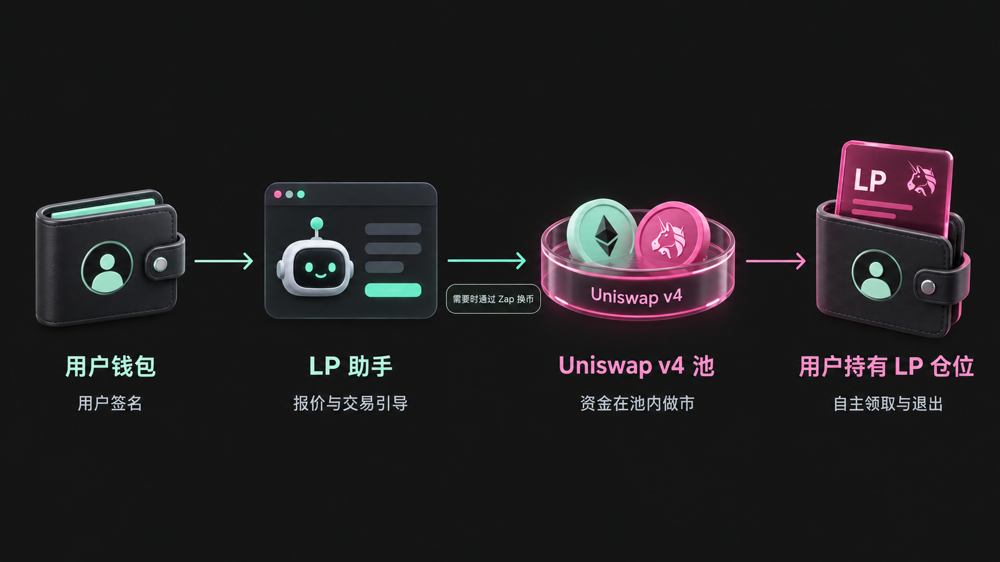 用户钱包
用户签名
LP 助手
报价与交易引导
需要时通过 Zap 换币
Uniswap v4
Uniswap v4 池
资金在池内做市
LP
用户持有 LP 仓位
自主领取与退出